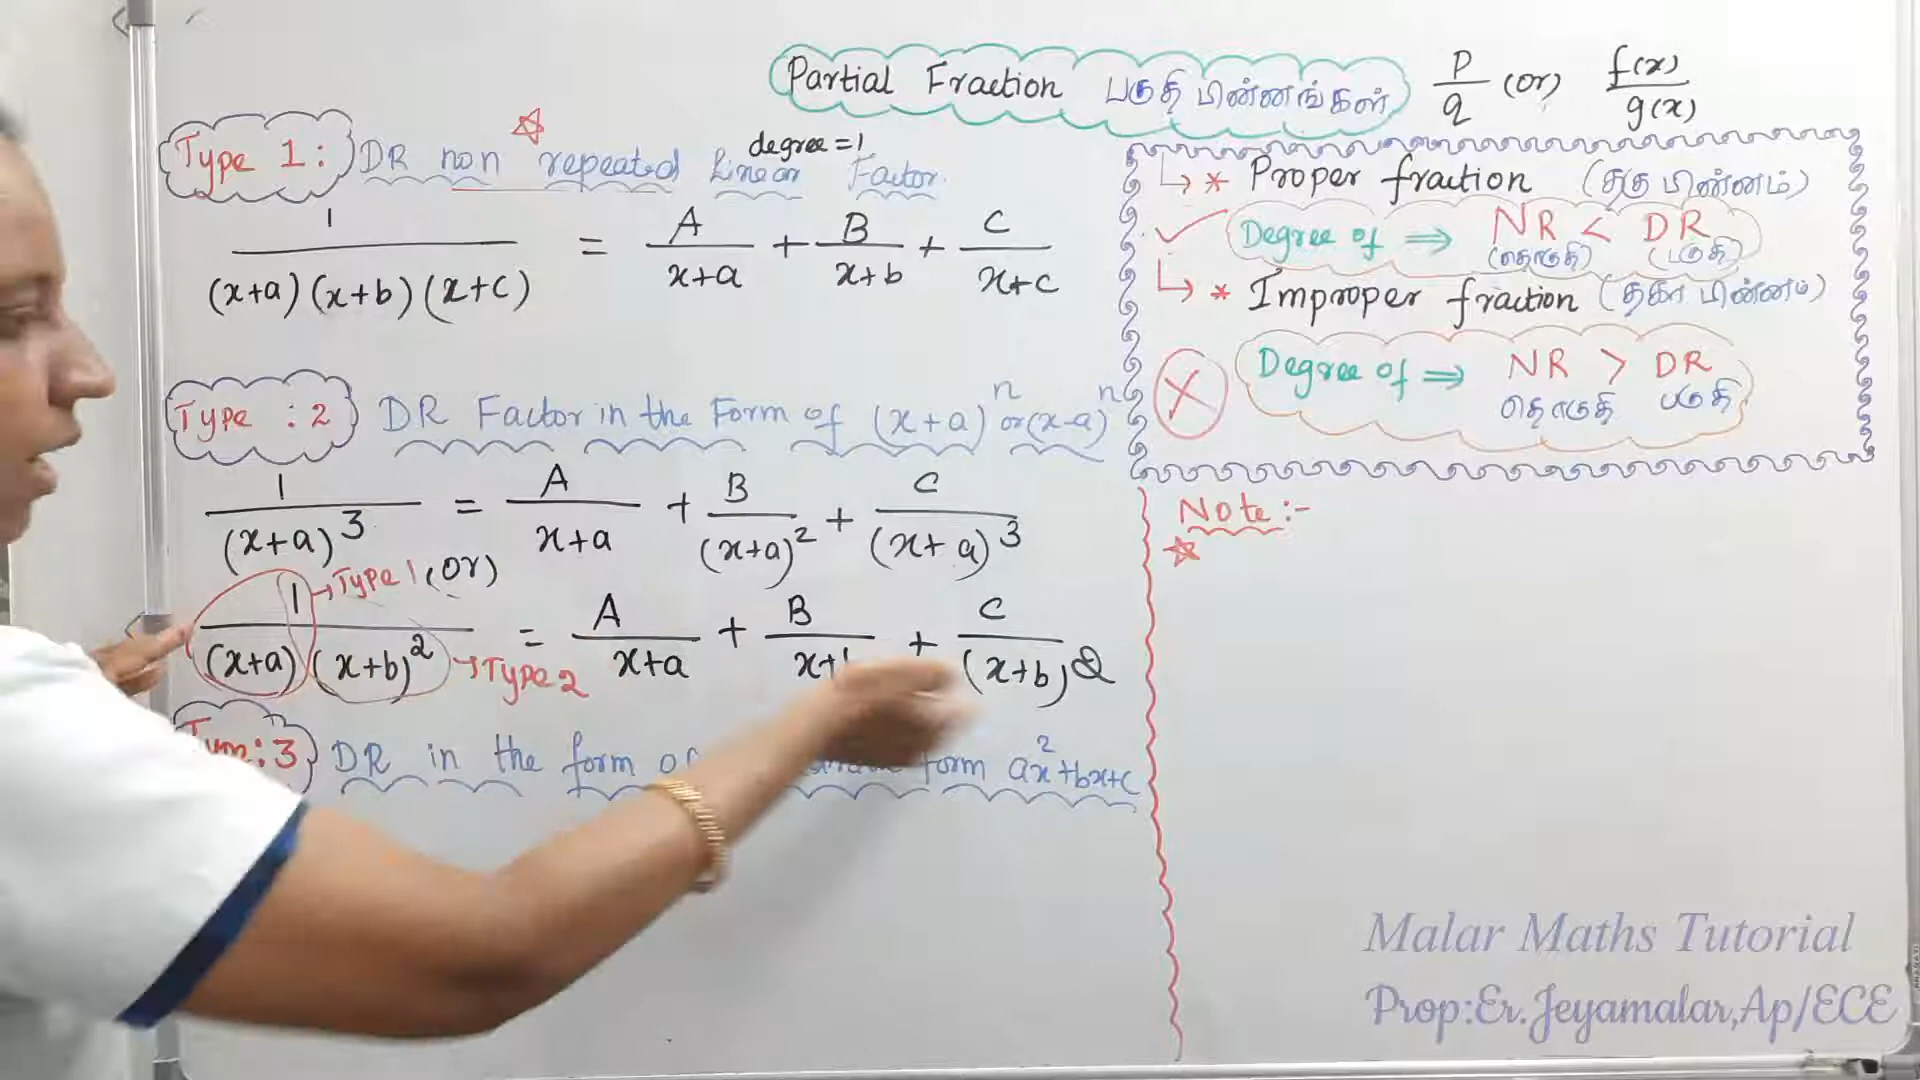 Partial Fraction பகுதி பின்னங்கள் p/q (or) f(x)/g(x)
Type 1: DR non repeated Linear Factor
degree = 1
1/(x+a)(x+b)(x+c) = A/x+a + B/x+b + C/x+c
Type : 2 DR Factor in the Form of (x+a)^n or (x-a)^n
1/(x+a)^3 = A/x+a + B/(x+a)^2 + C/(x+a)^3
→Type 1 (or)
1/(x+a)(x+b)^2 = A/x+a + B/x+ + C/(x+b)^2
→Type 2
:3 DR in the form form ax^2+bx+c
↳ * Proper fraction (தகு பின்னம்)
✓ Degree of ⇒ NR < DR
(தொகுதி) (பகுதி)
↳ * Improper fraction (தகா பின்னம்)
X Degree of ⇒ NR > DR
தொகுதி பகுதி
Note :-
Malar Maths Tutorial
Prop:Er.Jeyamalar,Ap/ECE